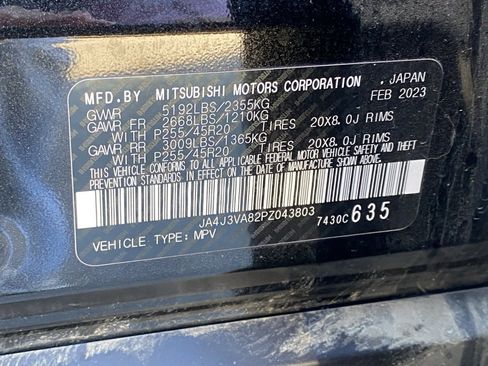 MFD.BY MITSUBISHI MOTORS CORPORATION, JAPAN
GVWR 5192LBS/2355KG FEB 2023
GAWR FR 2668LBS/1210KG
WITH P255/45R20 TIRES 20X8.0J RIMS
GAWR RR 3009LBS/1365KG
WITH P255/45R20 TIRES 20X8.0J RIMS
THIS VEHICLE CONFORMS TO ALL APPLICABLE FEDERAL MOTOR VEHICLE SAFETY AND THEFT
PREVENTION STANDARDS IN EFFECT ON THE DATE OF MANUFACTURE SHOWN ABOVE.
JA4J3VA82PZ043803 7430C 635
VEHICLE TYPE: MPV